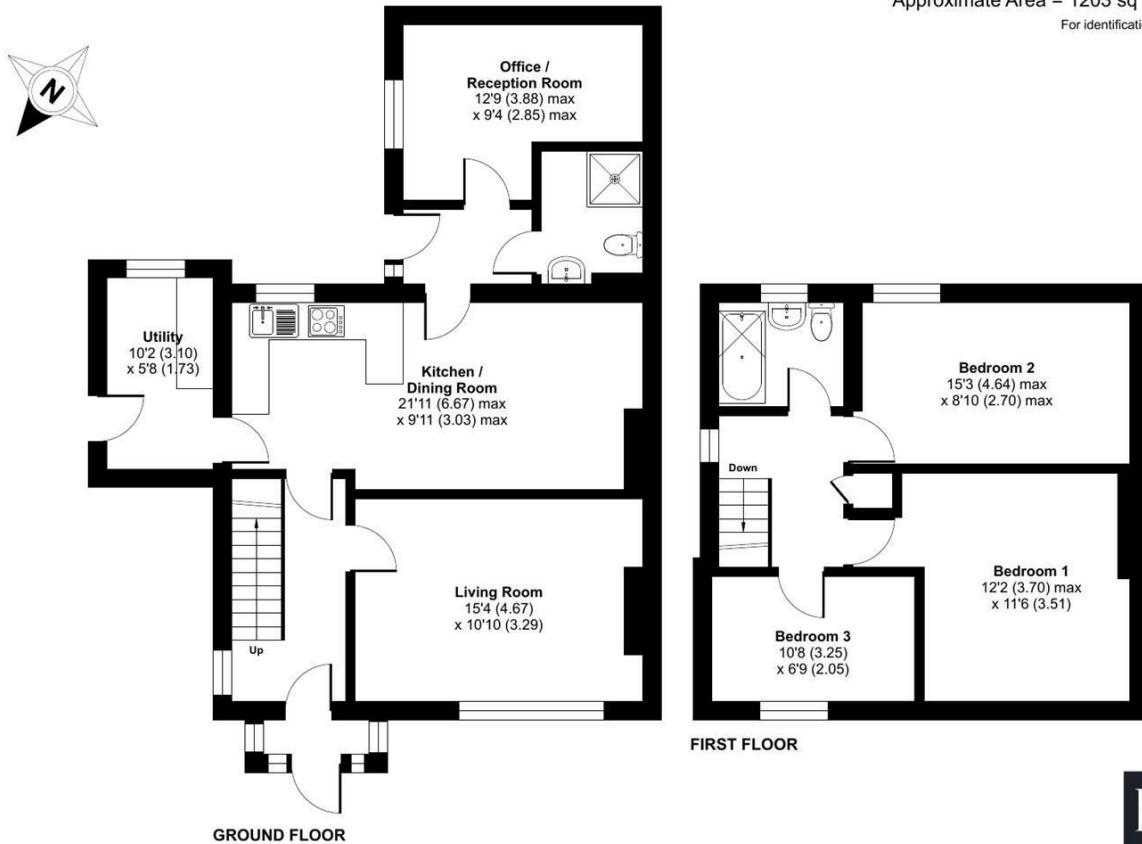 Approximate Area = 1203 sq
For identificati
N
Office /
Reception Room
12'9 (3.88) max
x 9'4 (2.85) max
Utility
10'2 (3.10)
x 5'8 (1.73)
Kitchen /
Dining Room
21'11 (6.67) max
x 9'11 (3.03) max
Living Room
15'4 (4.67)
x 10'10 (3.29)
Up
GROUND FLOOR
Bedroom 2
15'3 (4.64) max
x 8'10 (2.70) max
Down
Bedroom 1
12'2 (3.70) max
x 11'6 (3.51)
Bedroom 3
10'8 (3.25)
x 6'9 (2.05)
FIRST FLOOR